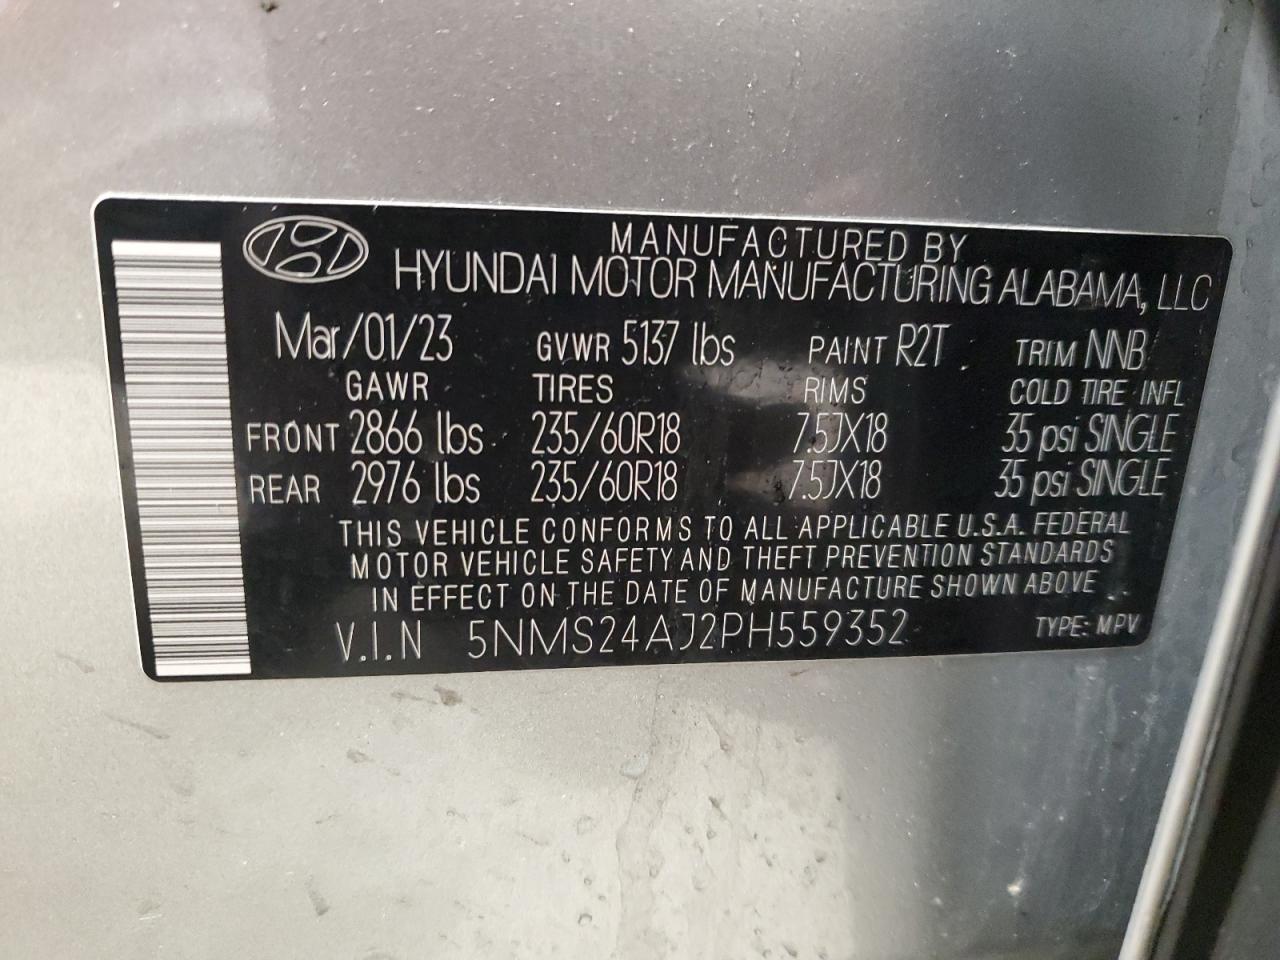 MANUFACTURED BY
HYUNDAI MOTOR MANUFACTURING ALABAMA, LLC
Mar/01/23 GVWR 5137 lbs PAINT R2T TRIM NNB
GAWR TIRES RIMS COLD TIRE INFL
FRONT 2866 lbs 235/60R18 7.5JX18 35 psi SINGLE
REAR 2976 lbs 235/60R18 7.5JX18 35 psi SINGLE
THIS VEHICLE CONFORMS TO ALL APPLICABLE U.S.A. FEDERAL
MOTOR VEHICLE SAFETY AND THEFT PREVENTION STANDARDS
IN EFFECT ON THE DATE OF MANUFACTURE SHOWN ABOVE
V.I.N 5NMS24AJ2PH559352 TYPE: MPV